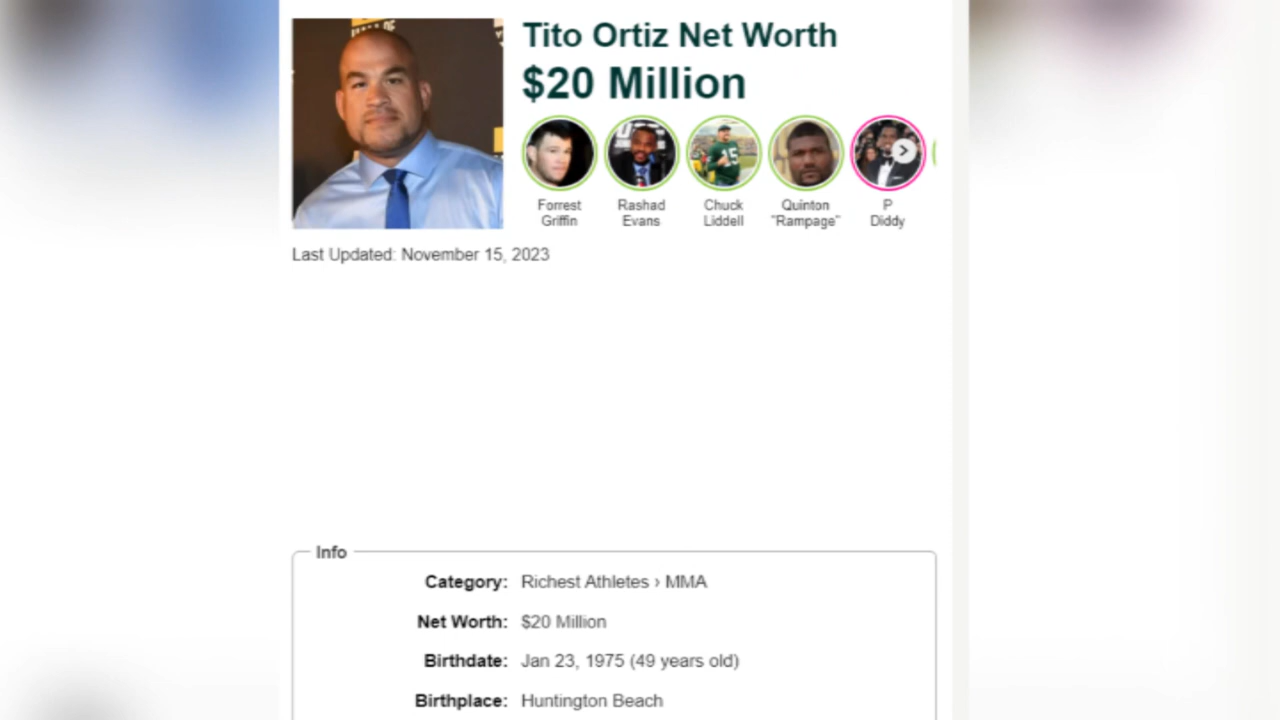 Tito Ortiz Net Worth
$20 Million
Forrest
Griffin
Rashad
Evans
Chuck
Liddell
Quinton
"Rampage"
P
Diddy
Last Updated: November 15, 2023
Info
Category: Richest Athletes › MMA
Net Worth: $20 Million
Birthdate: Jan 23, 1975 (49 years old)
Birthplace: Huntington Beach